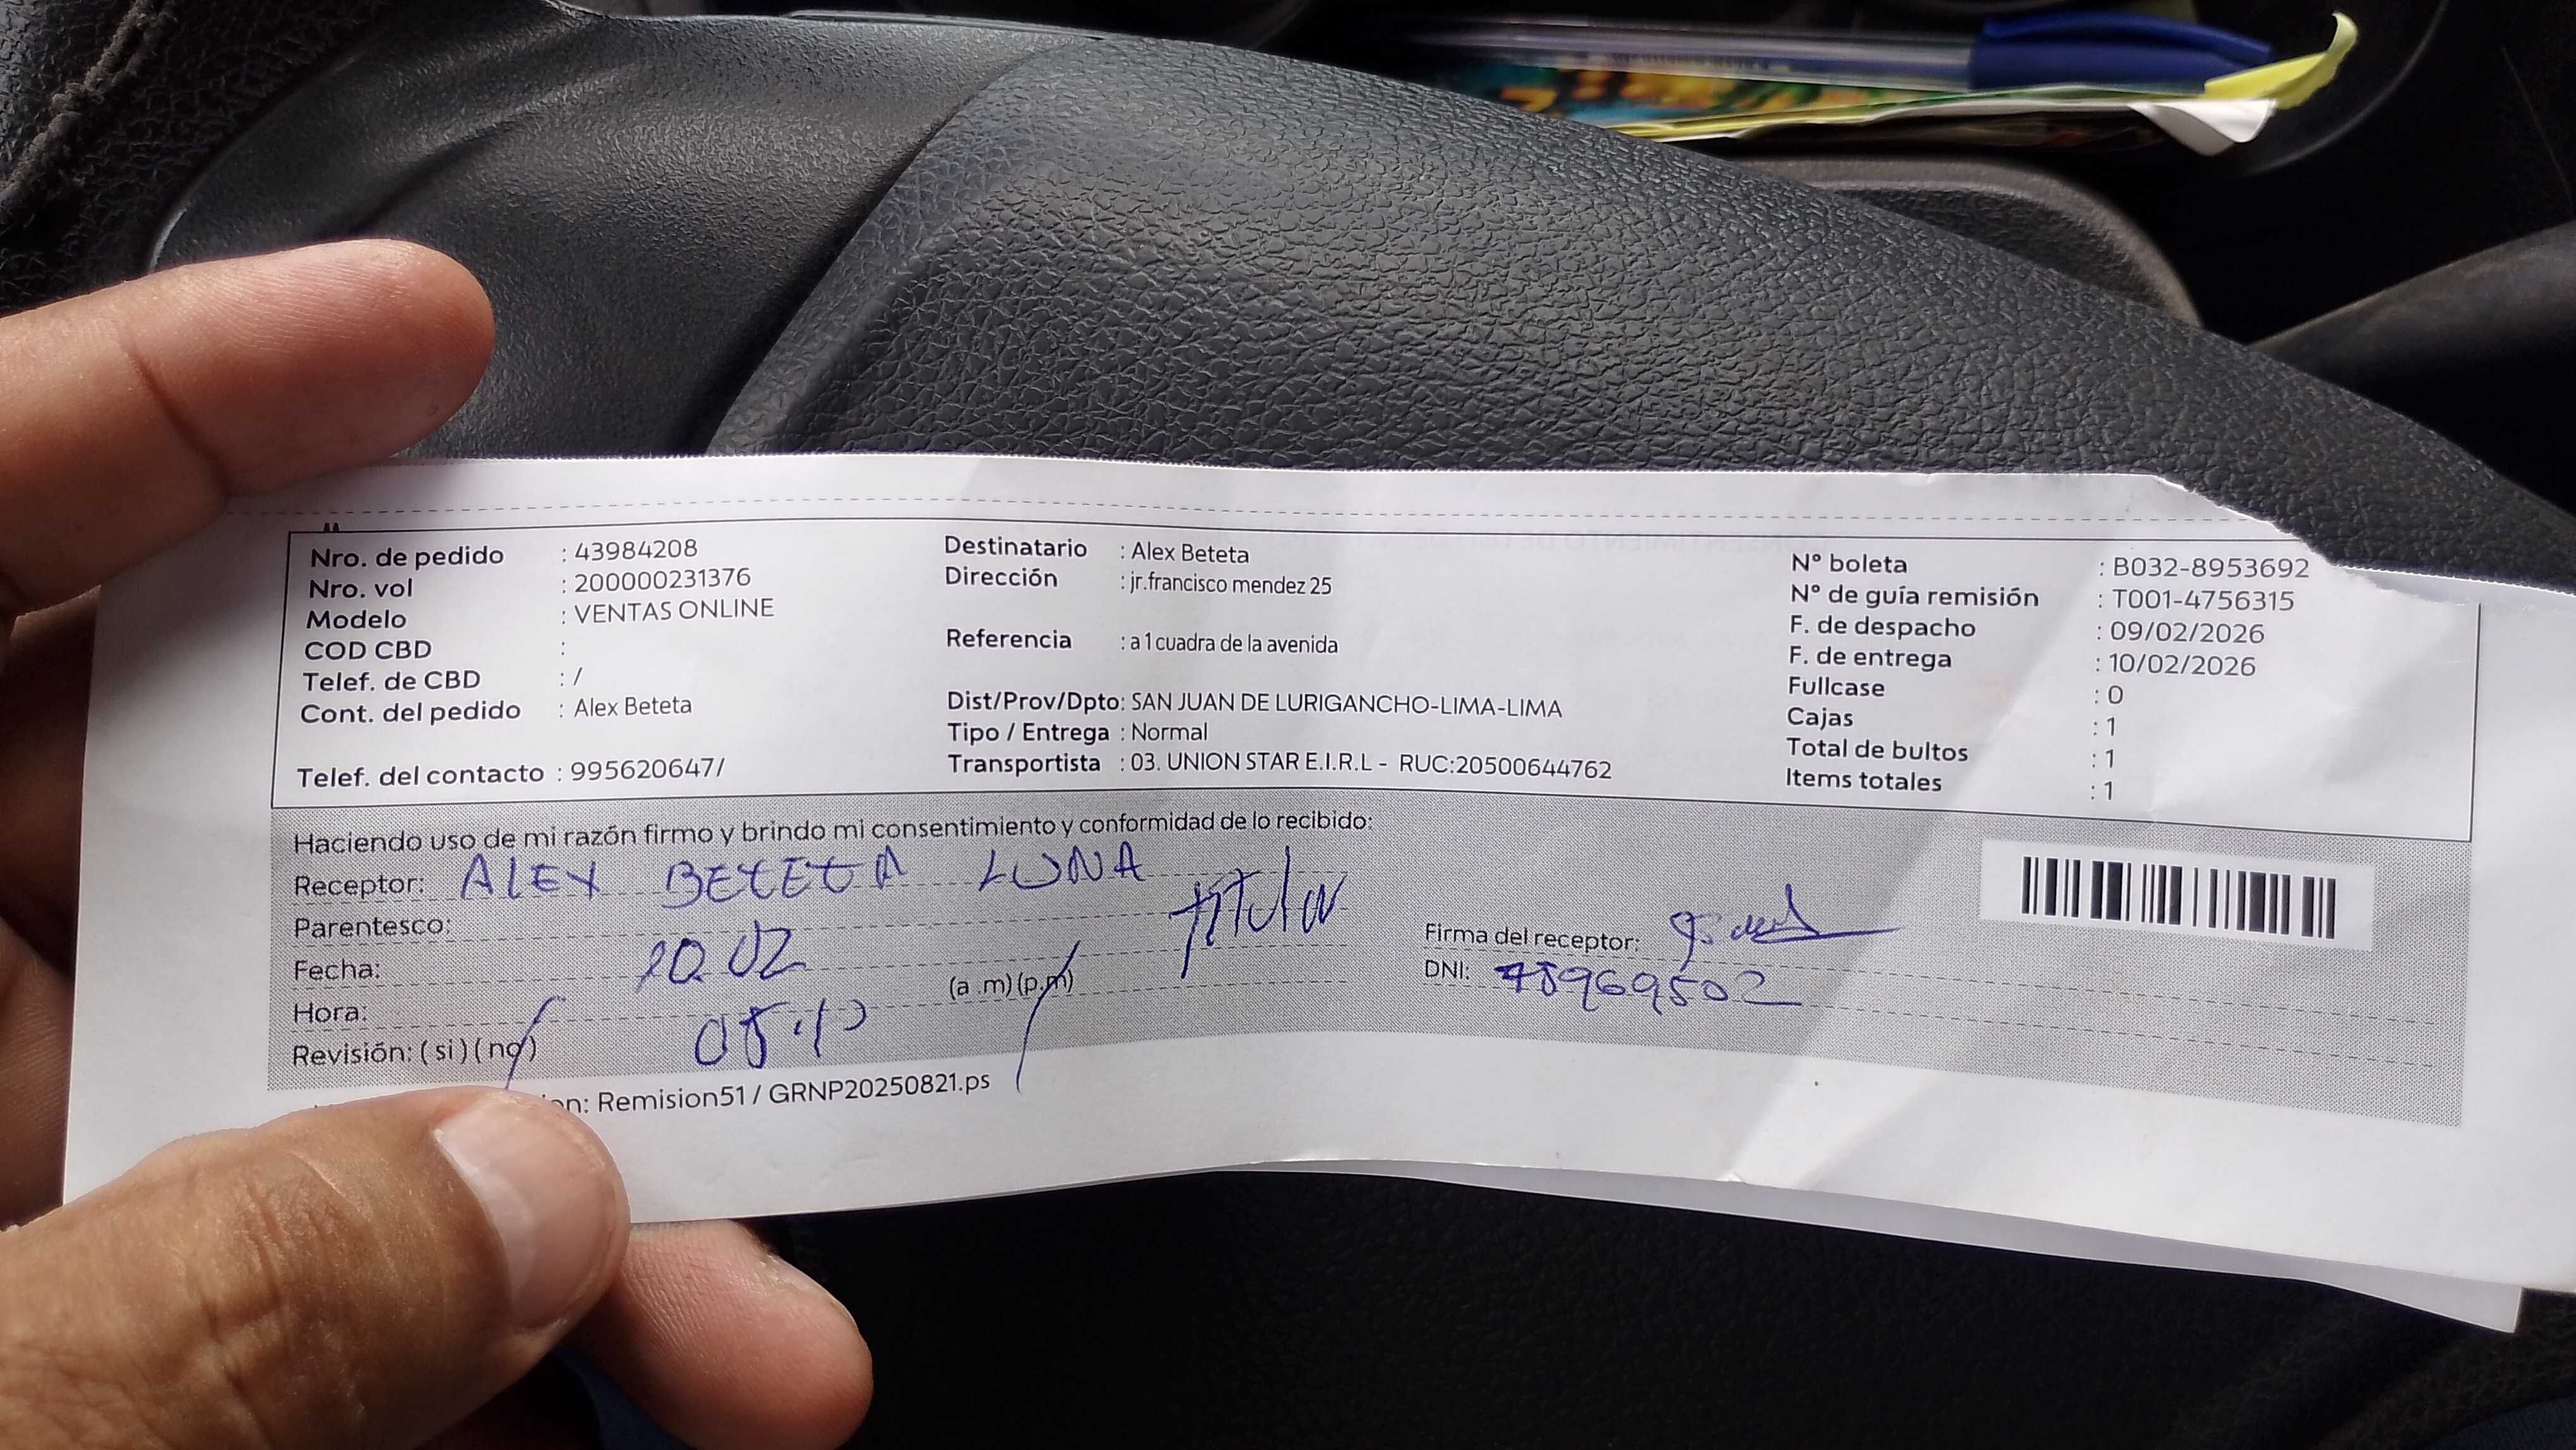 Nro. de pedido : 43984208
Nro. vol : 200000231376
Modelo : VENTAS ONLINE
COD CBD :
Telef. de CBD : /
Cont. del pedido : Alex Beteta
Telef. del contacto : 995620647/
Destinatario : Alex Beteta
Dirección : jr.francisco mendez 25
Referencia : a 1 cuadra de la avenida
Dist/Prov/Dpto: SAN JUAN DE LURIGANCHO-LIMA-LIMA
Tipo / Entrega : Normal
Transportista : 03. UNION STAR E.I.R.L - RUC:20500644762
N° boleta : B032-8953692
N° de guía remisión : T001-4756315
F. de despacho : 09/02/2026
F. de entrega : 10/02/2026
Fullcase : 0
Cajas : 1
Total de bultos : 1
Items totales : 1
Haciendo uso de mi razón firmo y brindo mi consentimiento y conformidad de lo recibido:
Receptor: ALEX BETETA LUNA
Parentesco: titular
Fecha: 10.02
Hora: (a .m)(p.m)
Revisión: (si)(no)
Firma del receptor:
DNI: 78969502
: Remision51 / GRNP20250821.ps